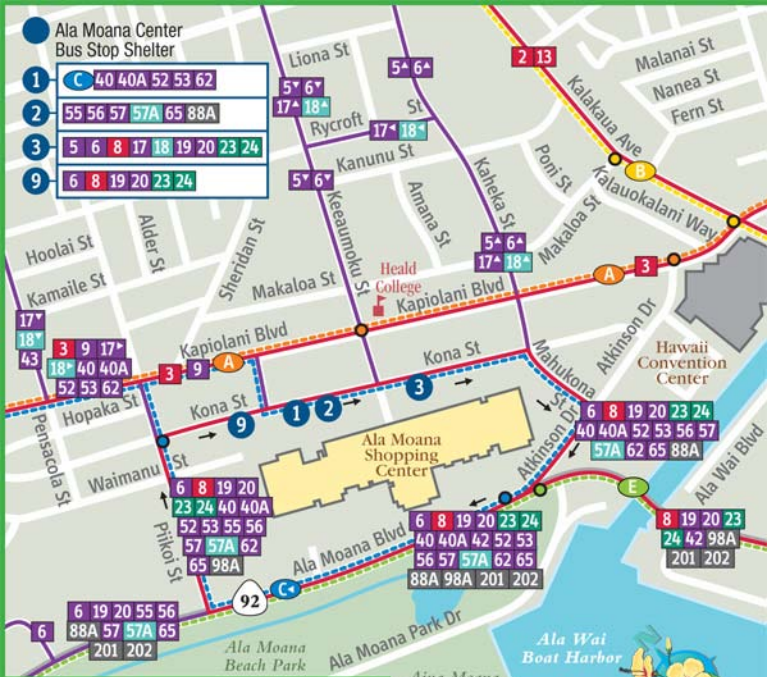 Ala Moana Center
Bus Stop Shelter
1 C 40 40A 52 53 62
2 55 56 57 57A 65 88A
3 5 6 8 17 18 19 20 23 24
9 6 8 19 20 23 24
Liona St
5 6
5 6
17 18
Rycroft St
17 18
Kanunu St
5 6
2 13
Kalakaua Ave
Malanai St
Nanea St
Fern St
B
Kalauokalani Way
Poni St
Makaloa St
Kaheka St
Amana St
Keeaumoku St
5 6
17 18
Hoolai St
Alder St
Sheridan St
Kamaile St
Makaloa St
Heald
College
Kapiolani Blvd
A
3
Atkinson Dr
Hawaii
Convention
Center
17
18
43
3 9 17
18 40 40A
52 53 62
3 9
Kapiolani Blvd
A
Hopaka St
Pensacola St
Kona St
Kona St
Mahukona St
9
1
2
3
Waimanu St
Ala Moana
Shopping
Center
Atkinson Dr
6 8 19 20 23 24
40 40A 52 53 56 57
57A 62 65 88A
Ala Wai Blvd
E
Piikoi St
6 8 19 20
23 24 40 40A
52 53 55 56
57 57A 62
65 98A
Ala Moana Blvd
6 8 19 20 23 24
40 40A 42 52 53
56 57 57A 62 65
88A 98A 201 202
8 19 20 23
24 42 98A
201 202
92
C
6
6 19 20 55 56
88A 57 57A 65
201 202
Ala Moana
Beach Park
Ala Moana Park Dr
Ala Wai
Boat Harbor